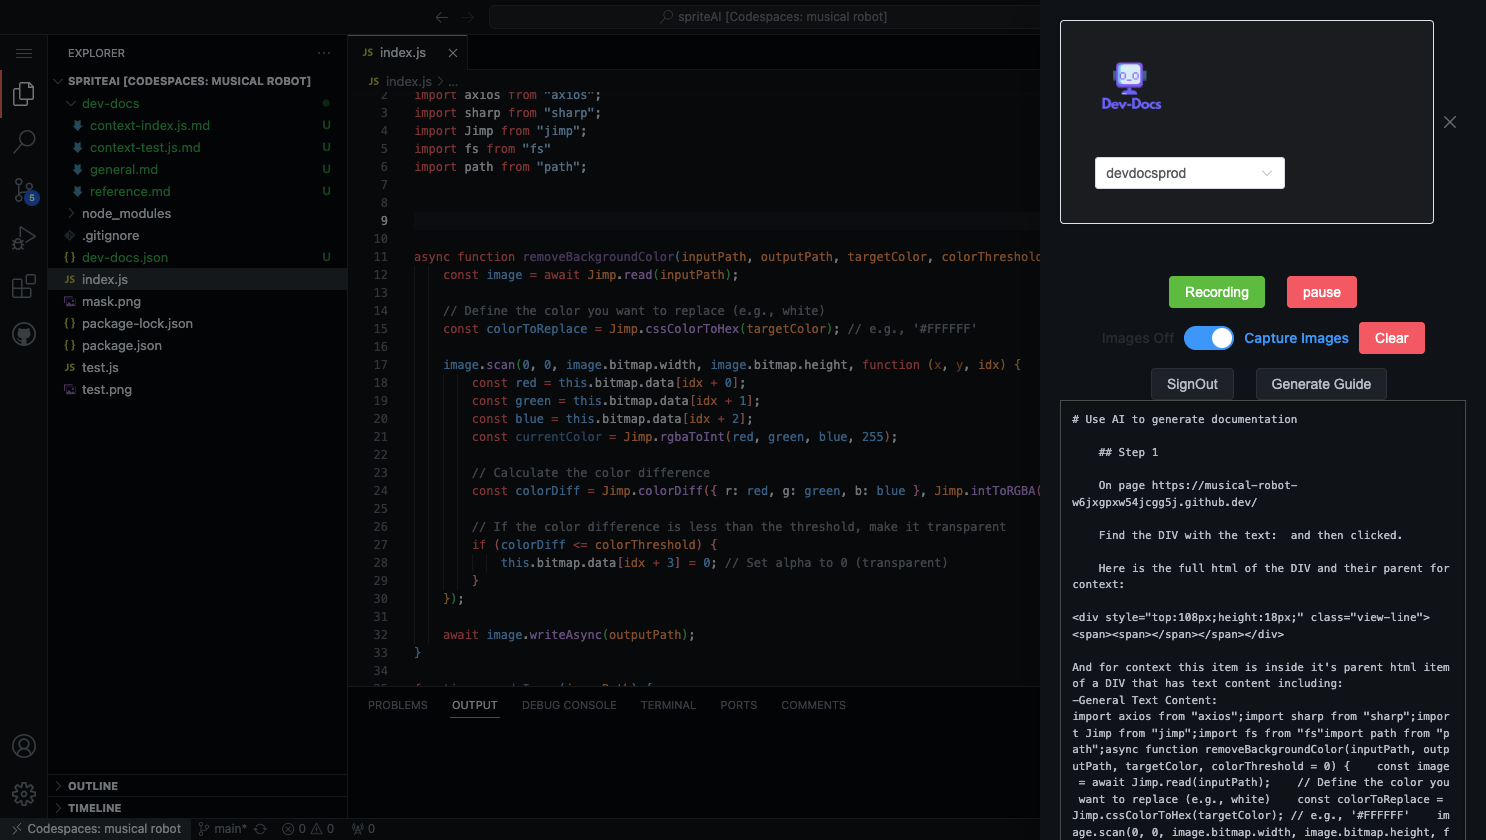 spriteAI [Codespaces: musical robot]
EXPLORER
SPRITEAI [CODESPACES: MUSICAL ROBOT]
dev-docs
context-index.js.md U
context-test.js.md U
general.md U
reference.md U
node_modules
.gitignore
dev-docs.json U
index.js
mask.png
package-lock.json
package.json
test.js
test.png
OUTLINE
TIMELINE
5
JS index.js
JS index.js > ...
2 import axios from "axios";
3 import sharp from "sharp";
4 import Jimp from "jimp";
5 import fs from "fs"
6 import path from "path";
7
8
9
10
11 async function removeBackgroundColor(inputPath, outputPath, targetColor, colorThreshold
12 const image = await Jimp.read(inputPath);
13
14 // Define the color you want to replace (e.g., white)
15 const colorToReplace = Jimp.cssColorToHex(targetColor); // e.g., '#FFFFFF'
16
17 image.scan(0, 0, image.bitmap.width, image.bitmap.height, function (x, y, idx) {
18 const red = this.bitmap.data[idx + 0];
19 const green = this.bitmap.data[idx + 1];
20 const blue = this.bitmap.data[idx + 2];
21 const currentColor = Jimp.rgbaToInt(red, green, blue, 255);
22
23 // Calculate the color difference
24 const colorDiff = Jimp.colorDiff({ r: red, g: green, b: blue }, Jimp.intToRGBA(
25
26 // If the color difference is less than the threshold, make it transparent
27 if (colorDiff <= colorThreshold) {
28 this.bitmap.data[idx + 3] = 0; // Set alpha to 0 (transparent)
29 }
30 });
31
32 await image.writeAsync(outputPath);
33 }
34
PROBLEMS OUTPUT DEBUG CONSOLE TERMINAL PORTS COMMENTS
Codespaces: musical robot main* 0 0 0
Dev-Docs
devdocsprod
Recording pause
Images Off Capture Images Clear
SignOut Generate Guide
# Use AI to generate documentation
## Step 1
On page https://musical-robot-
w6jxgpxw54jcgg5j.github.dev/
Find the DIV with the text:  and then clicked.
Here is the full html of the DIV and their parent for
context:
<div style="top:108px;height:18px;" class="view-line">
<span><span></span></span></div>
And for context this item is inside it's parent html item
of a DIV that has text content including:
-General Text Content:
import axios from "axios";import sharp from "sharp";impor
t Jimp from "jimp";import fs from "fs"import path from "p
ath";async function removeBackgroundColor(inputPath, outp
utPath, targetColor, colorThreshold = 0) {    const image
= await Jimp.read(inputPath);    // Define the color you
want to replace (e.g., white)    const colorToReplace =
Jimp.cssColorToHex(targetColor); // e.g., '#FFFFFF'    im
age.scan(0, 0, image.bitmap.width, image.bitmap.height, f